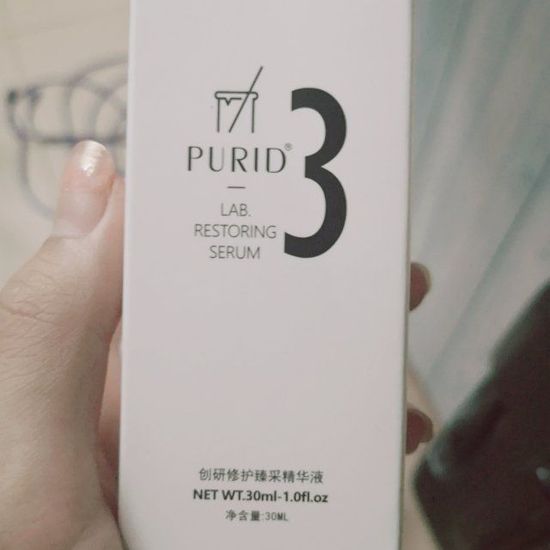 PURID®
3
LAB.
RESTORING
SERUM
创研修护臻采精华液
NET WT.30ml-1.0fl.oz
净含量:30ML